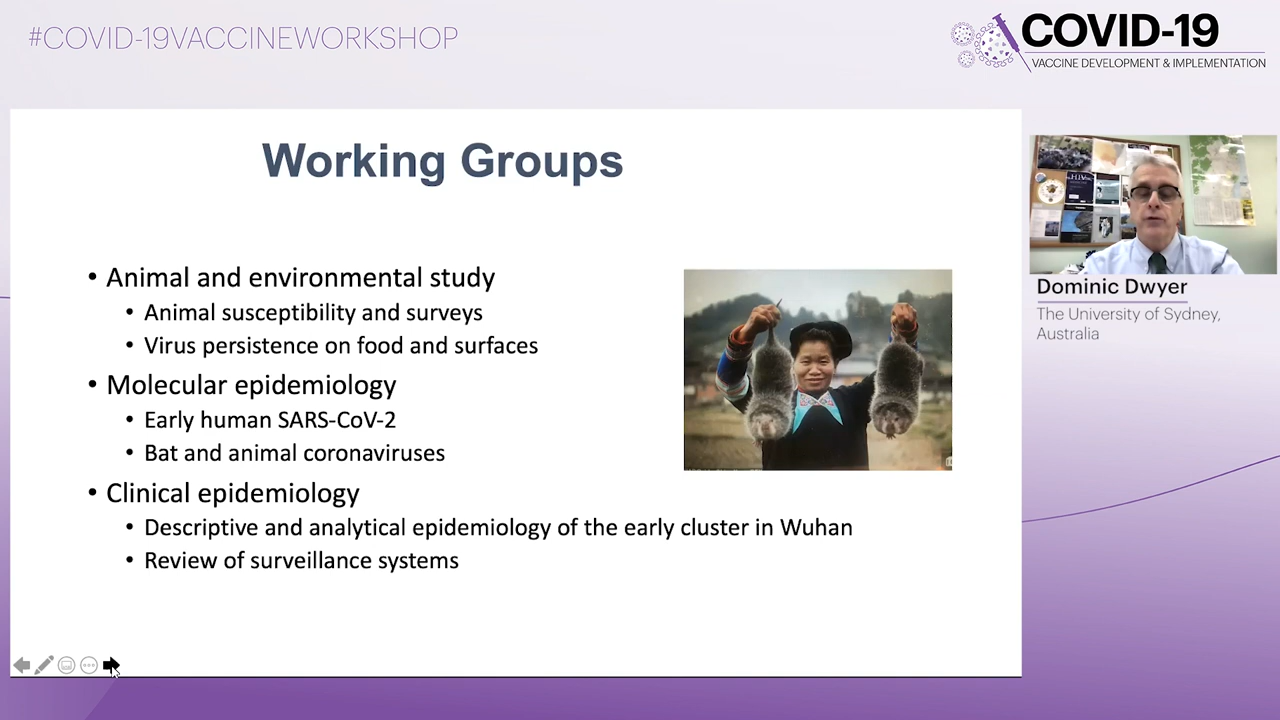 #COVID-19VACCINEWORKSHOP
COVID-19
VACCINE DEVELOPMENT & IMPLEMENTATION
Working Groups
• Animal and environmental study
• Animal susceptibility and surveys
• Virus persistence on food and surfaces
• Molecular epidemiology
• Early human SARS-CoV-2
• Bat and animal coronaviruses
• Clinical epidemiology
• Descriptive and analytical epidemiology of the early cluster in Wuhan
• Review of surveillance systems
HIV
Dominic Dwyer
The University of Sydney,
Australia